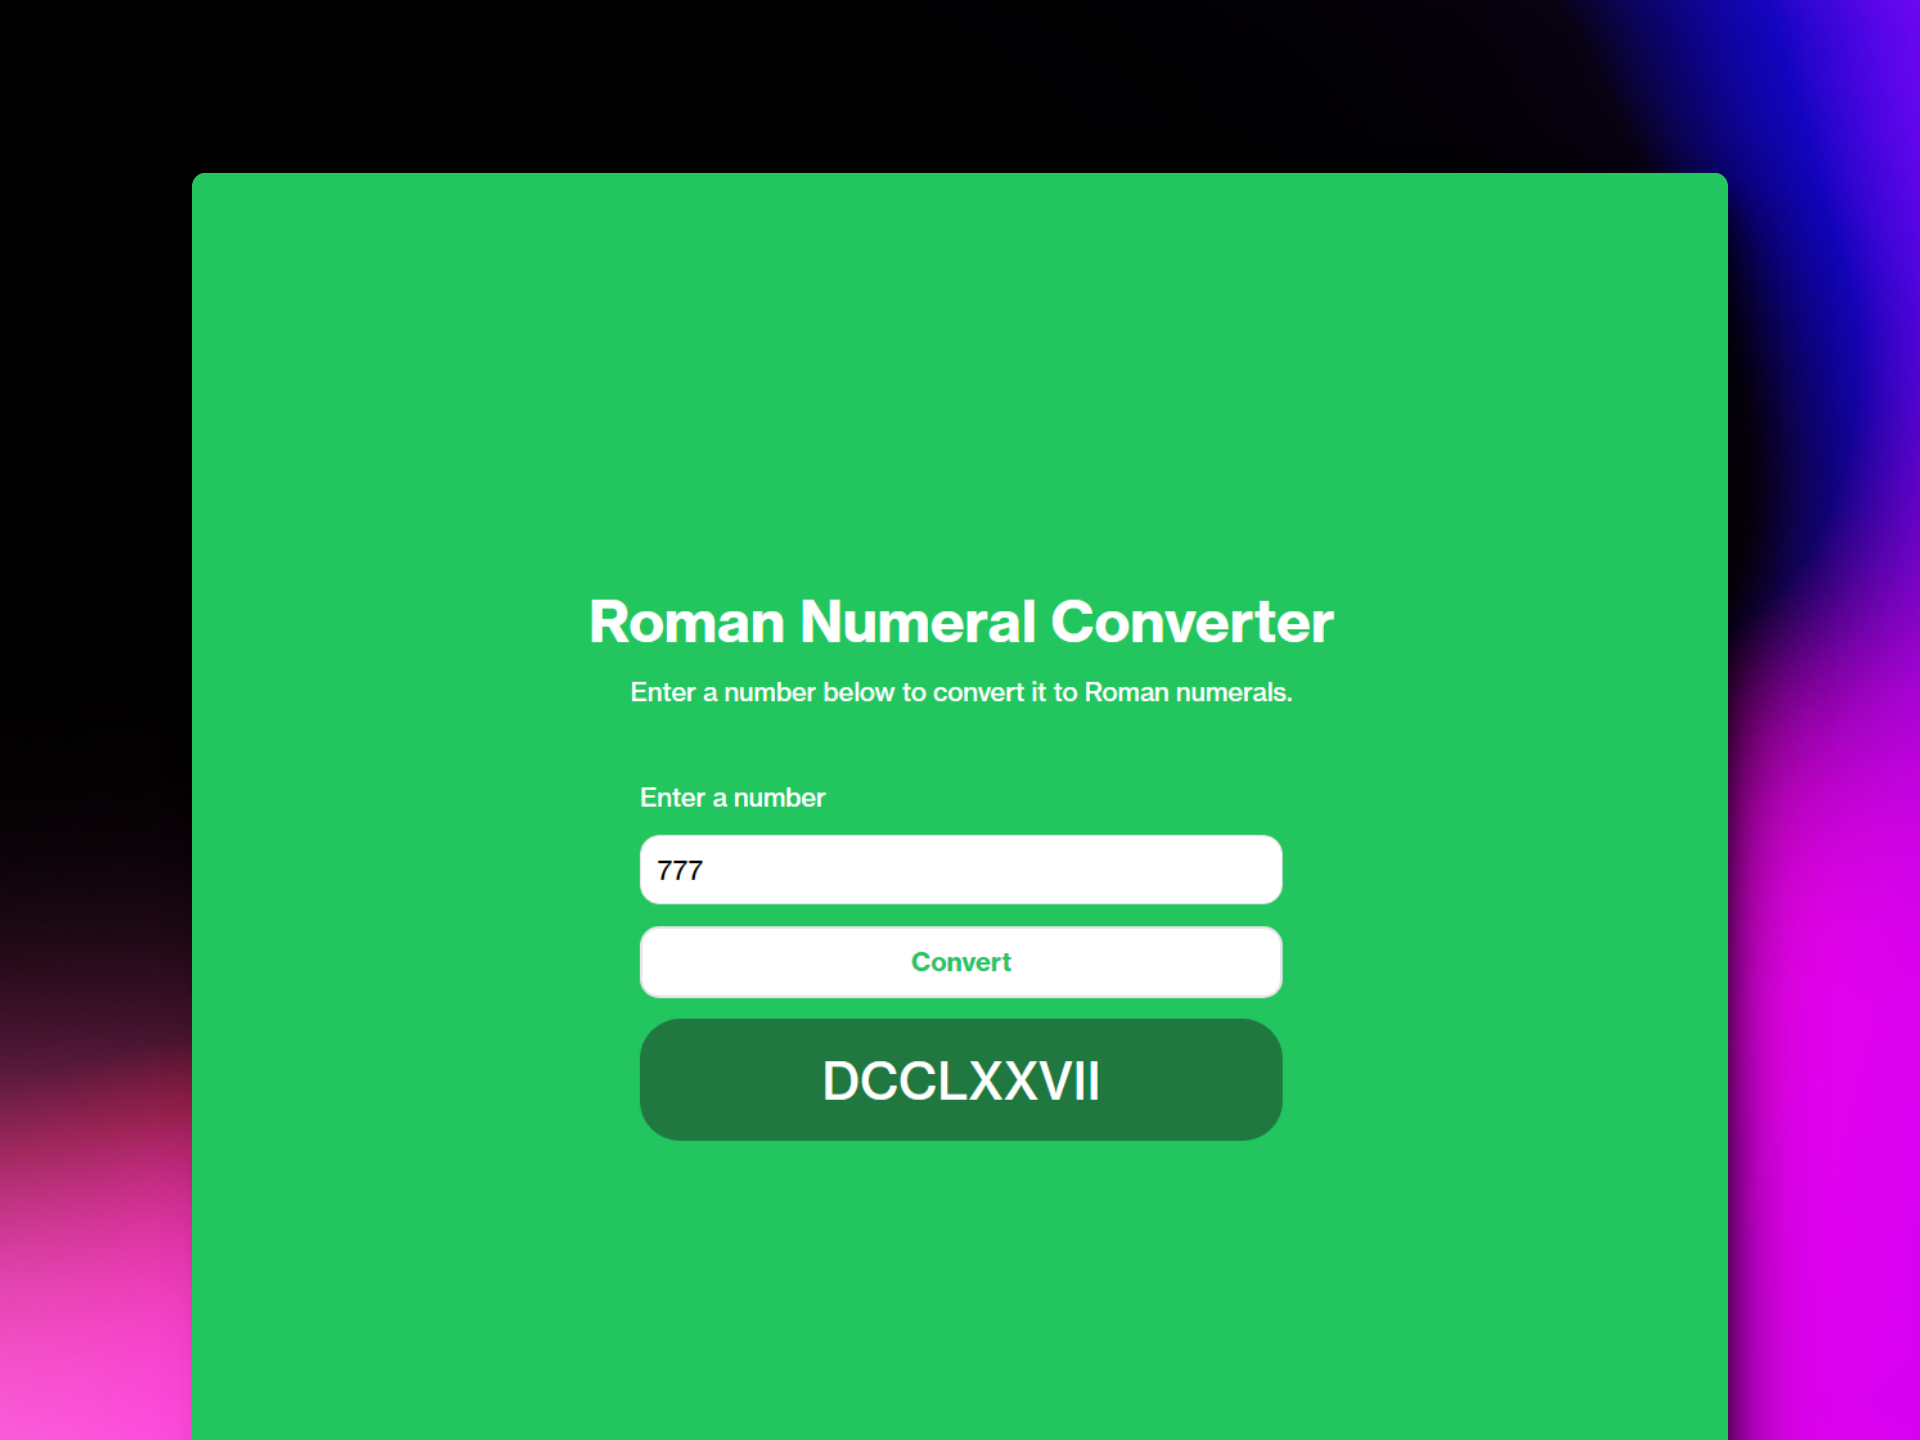 Roman Numeral Converter
Enter a number below to convert it to Roman numerals.
Enter a number
777
Convert
DCCLXXVII